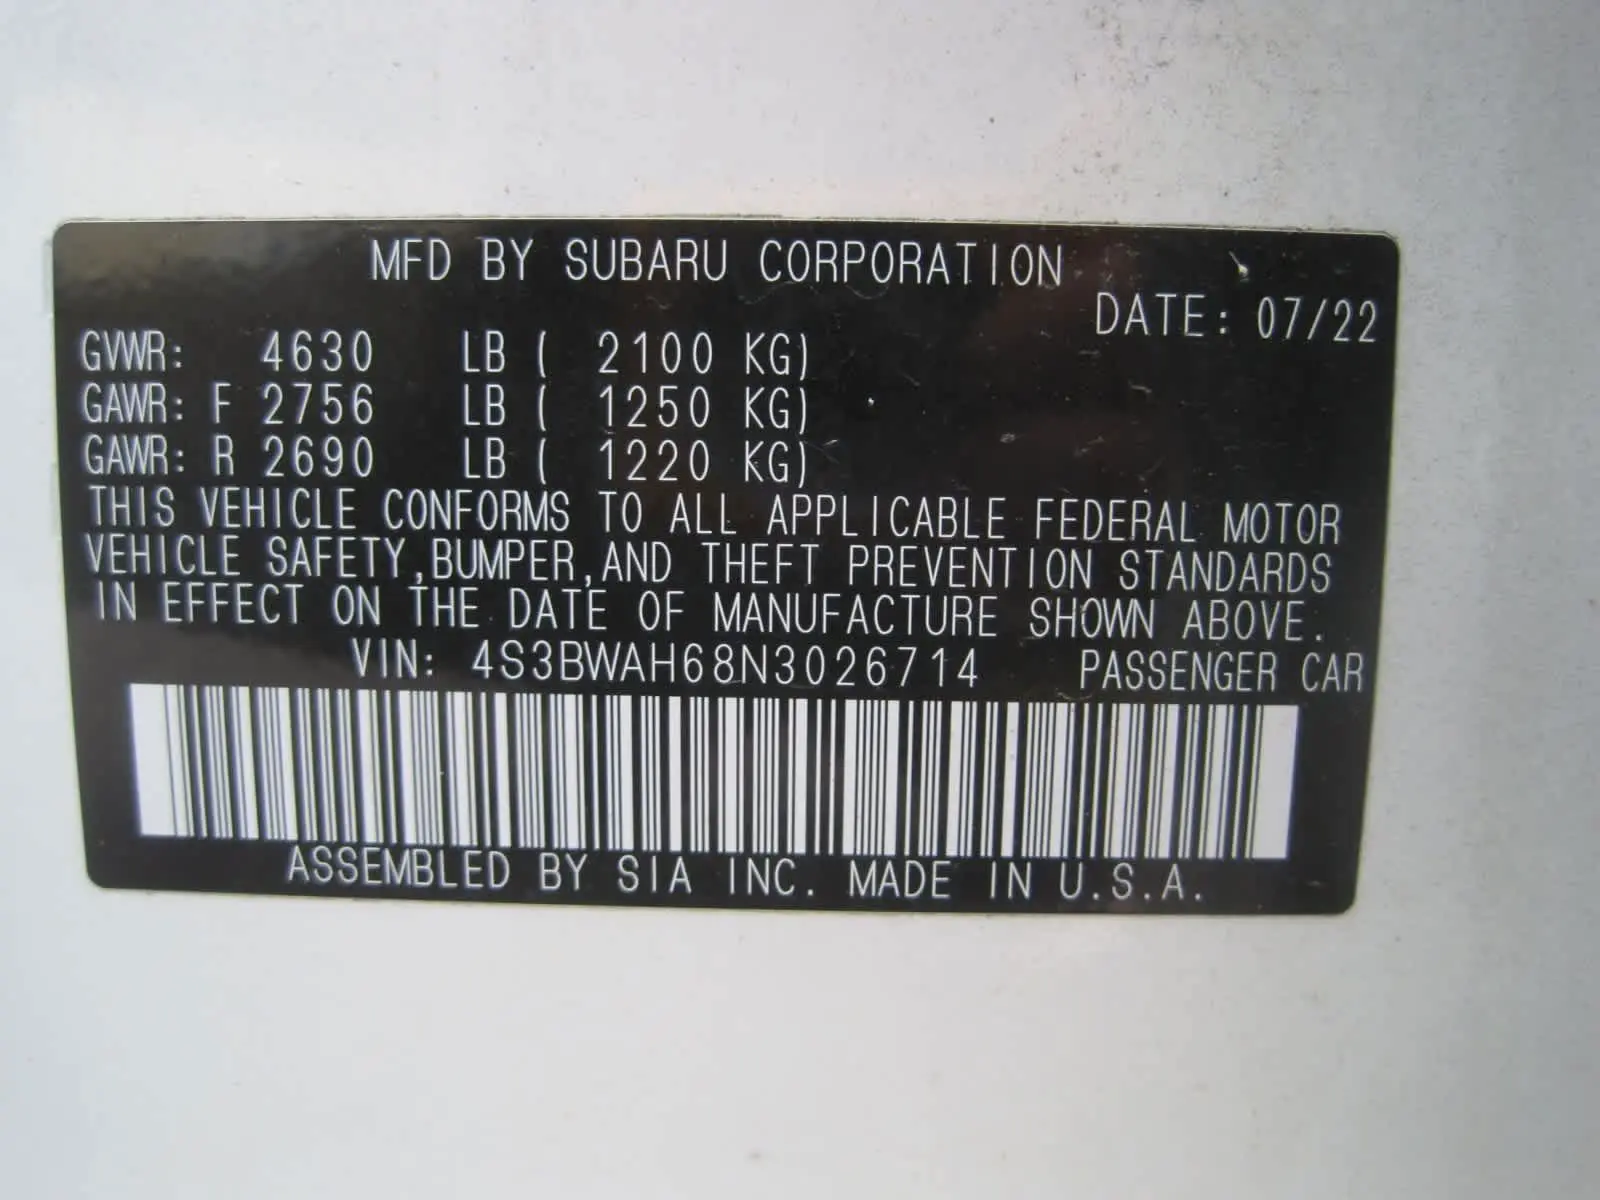 MFD BY SUBARU CORPORATION
DATE: 07/22
GVWR: 4630 LB ( 2100 KG)
GAWR: F 2756 LB ( 1250 KG)
GAWR: R 2690 LB ( 1220 KG)
THIS VEHICLE CONFORMS TO ALL APPLICABLE FEDERAL MOTOR
VEHICLE SAFETY,BUMPER,AND THEFT PREVENTION STANDARDS
IN EFFECT ON THE DATE OF MANUFACTURE SHOWN ABOVE.
VIN: 4S3BWAH68N3026714 PASSENGER CAR
ASSEMBLED BY SIA INC. MADE IN U.S.A.